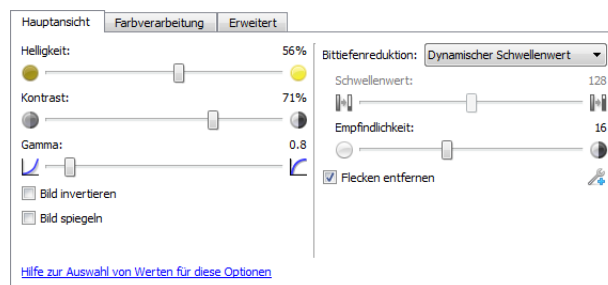 Hauptansicht Farbverarbeitung Erweitert
Helligkeit: 56%
Kontrast: 71%
Gamma: 0.8
Bild invertieren
Bild spiegeln
Hilfe zur Auswahl von Werten für diese Optionen
Bittiefenreduktion: Dynamischer Schwellenwert
Schwellenwert: 128
Empfindlichkeit: 16
Flecken entfernen